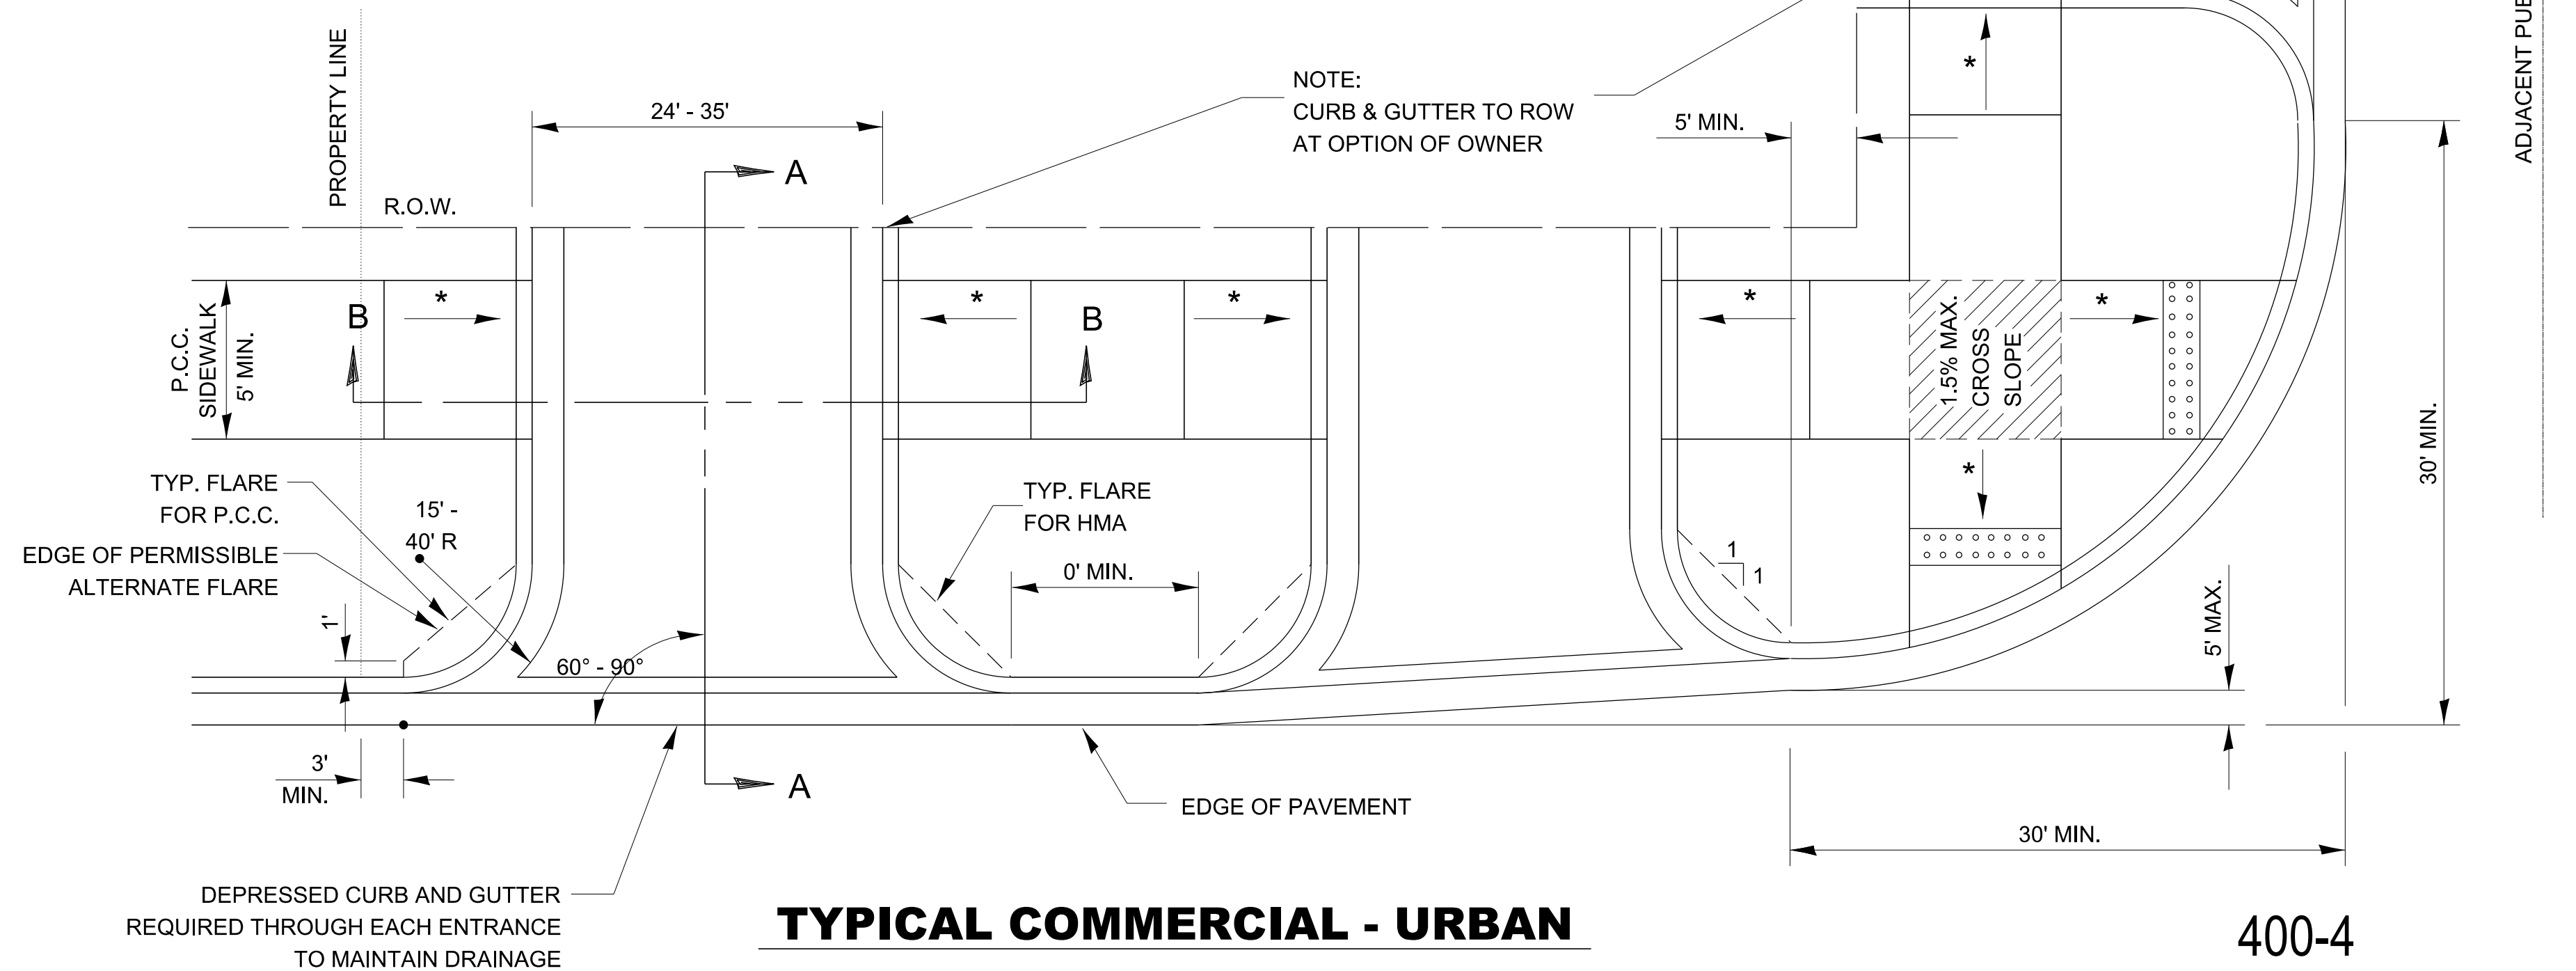 PROPERTY LINE
R.O.W.
24' - 35'
A
NOTE:
CURB & GUTTER TO ROW
AT OPTION OF OWNER
5' MIN.
*
ADJACENT
30' MIN.
P.C.C.
SIDEWALK
5' MIN.
B
*
*
B
*
*
1.5% MAX.
CROSS
SLOPE
*
*
TYP. FLARE
FOR P.C.C.
EDGE OF PERMISSIBLE
ALTERNATE FLARE
15' -
40' R
1'
60° - 90°
TYP. FLARE
FOR HMA
0' MIN.
1
1
5' MAX.
3'
MIN.
A
EDGE OF PAVEMENT
30' MIN.
DEPRESSED CURB AND GUTTER
REQUIRED THROUGH EACH ENTRANCE
TO MAINTAIN DRAINAGE
TYPICAL COMMERCIAL - URBAN
400-4